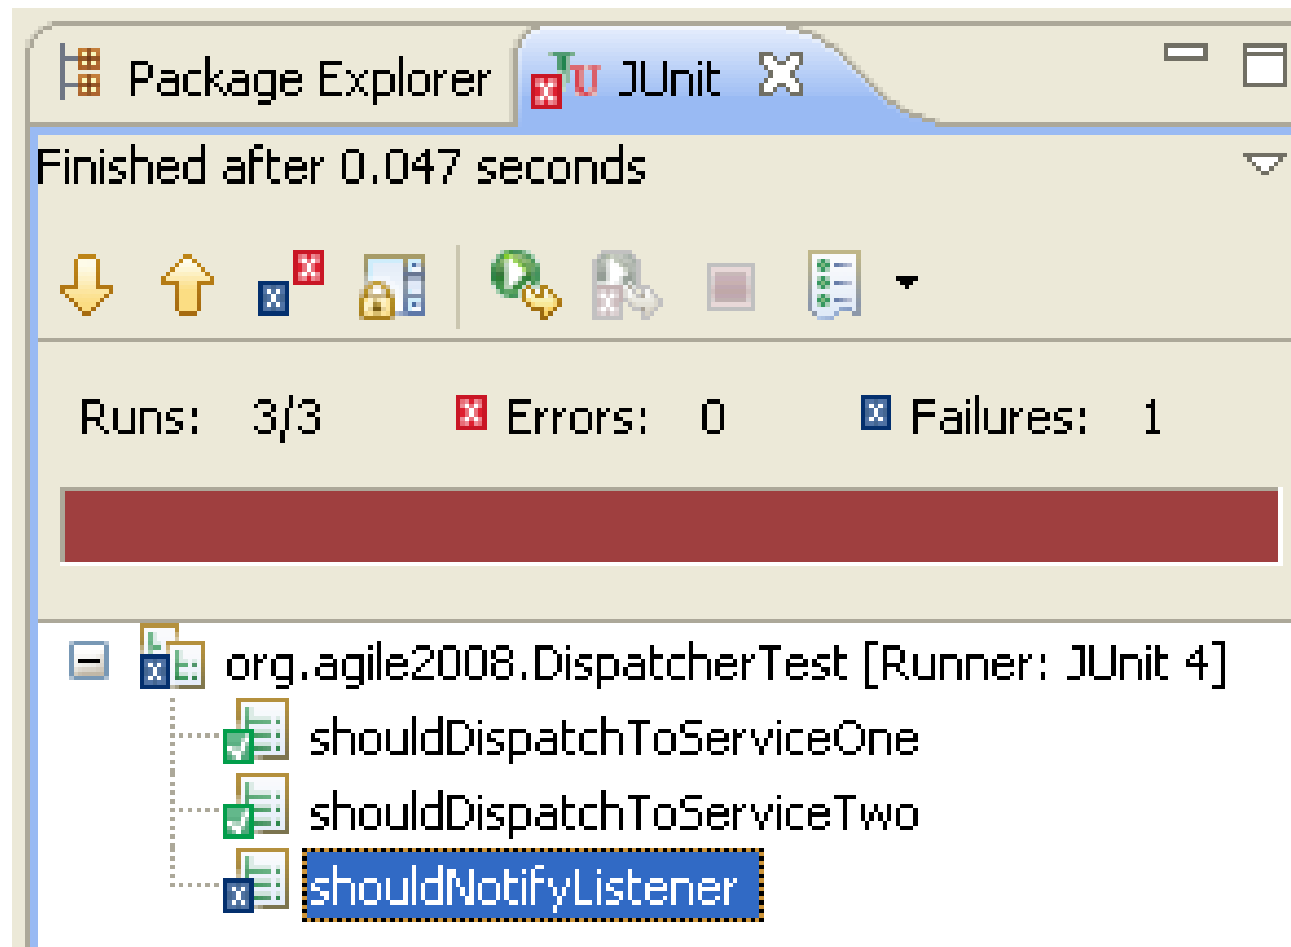 Package Explorer JUnit
Finished after 0.047 seconds
Runs: 3/3 Errors: 0 Failures: 1
org.agile2008.DispatcherTest [Runner: JUnit 4]
shouldDispatchToServiceOne
shouldDispatchToServiceTwo
shouldNotifyListener